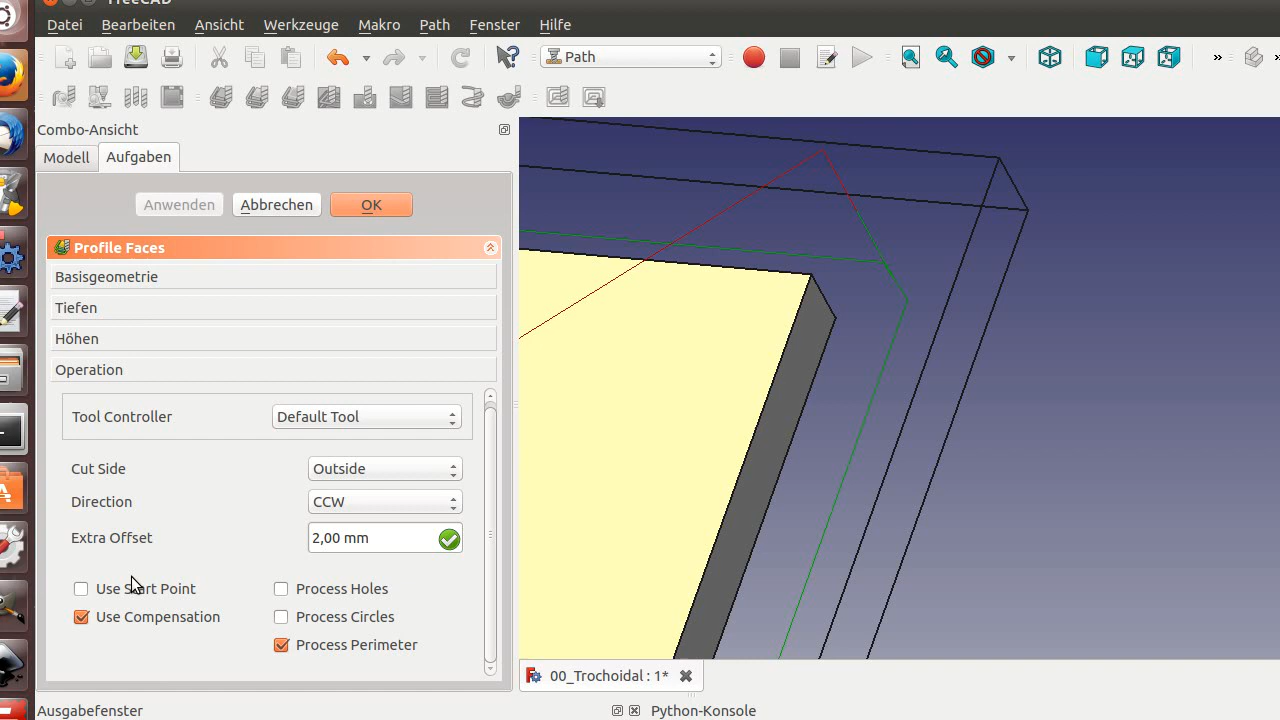 Datei Bearbeiten Ansicht Werkzeuge Makro Path Fenster Hilfe
Path
»
Combo-Ansicht
Modell Aufgaben
Anwenden Abbrechen OK
Profile Faces
Basisgeometrie
Tiefen
Höhen
Operation
Tool Controller Default Tool
Cut Side Outside
Direction CCW
Extra Offset 2,00 mm
Use Start Point Process Holes
Use Compensation Process Circles
Process Perimeter
00_Trochoidal : 1*
Ausgabefenster Python-Konsole